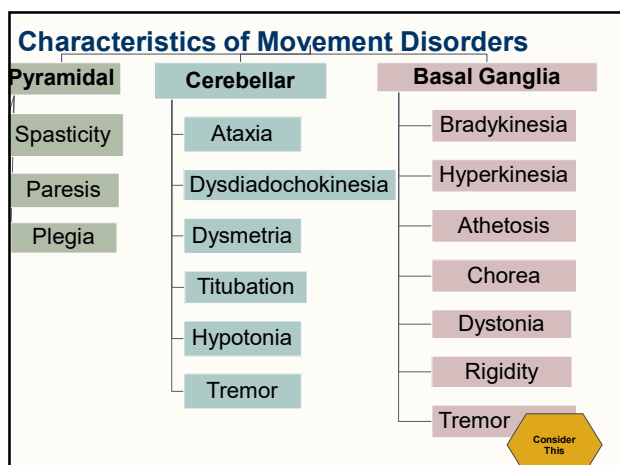 Characteristics of Movement Disorders
Pyramidal
Spasticity
Paresis
Plegia
Cerebellar
Ataxia
Dysdiadochokinesia
Dysmetria
Titubation
Hypotonia
Tremor
Basal Ganglia
Bradykinesia
Hyperkinesia
Athetosis
Chorea
Dystonia
Rigidity
Tremor
Consider
This